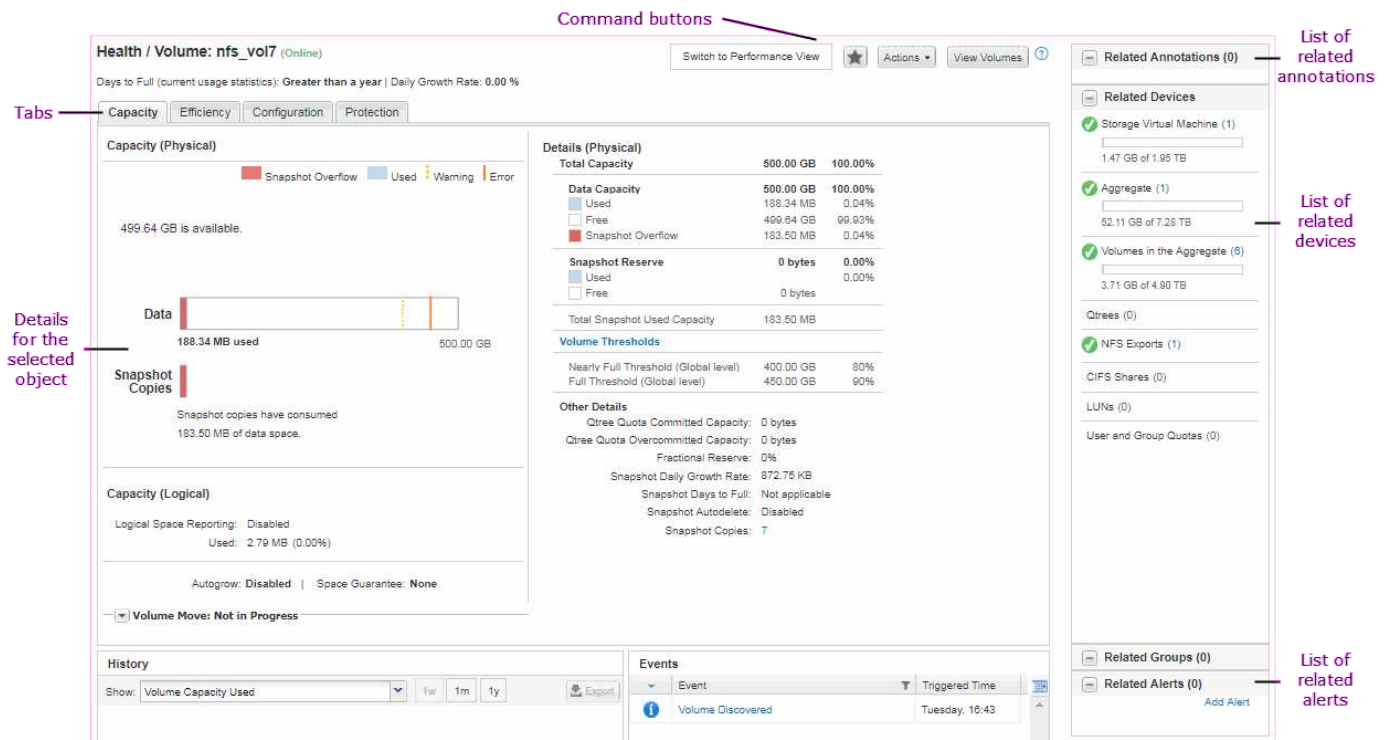 Command buttons
Health / Volume: nfs_vol7 (Online)
Switch to Performance View
Actions
View Volumes
?
Days to Full (current usage statistics): Greater than a year | Daily Growth Rate: 0.00 %
Tabs
Capacity Efficiency Configuration Protection
Capacity (Physical)
Snapshot Overflow Used Warning Error
499.64 GB is available.
Data
188.34 MB used 500.00 GB
Snapshot
Copies
Snapshot copies have consumed
183.50 MB of data space.
Details
for the
selected
object
Capacity (Logical)
Logical Space Reporting: Disabled
Used: 2.79 MB (0.00%)
Autogrow: Disabled | Space Guarantee: None
Volume Move: Not in Progress
Details (Physical)
Total Capacity 500.00 GB 100.00%
Data Capacity 500.00 GB 100.00%
Used 188.34 MB 0.04%
Free 499.64 GB 99.93%
Snapshot Overflow 183.50 MB 0.04%
Snapshot Reserve 0 bytes 0.00%
Used 0.00%
Free 0 bytes
Total Snapshot Used Capacity 183.50 MB
Volume Thresholds
Nearly Full Threshold (Global level) 400.00 GB 80%
Full Threshold (Global level) 450.00 GB 90%
Other Details
Qtree Quota Committed Capacity: 0 bytes
Qtree Quota Overcommitted Capacity: 0 bytes
Fractional Reserve: 0%
Snapshot Daily Growth Rate: 872.75 KB
Snapshot Days to Full: Not applicable
Snapshot Autodelete: Disabled
Snapshot Copies: 7
Related Annotations (0)
List of
related
annotations
Related Devices
Storage Virtual Machine (1)
1.47 GB of 1.95 TB
Aggregate (1)
52.11 GB of 7.28 TB
List of
related
devices
Volumes in the Aggregate (6)
3.71 GB of 4.90 TB
Qtrees (0)
NFS Exports (1)
CIFS Shares (0)
LUNs (0)
User and Group Quotas (0)
Related Groups (0)
Related Alerts (0)
Add Alert
List of
related
alerts
History
Show: Volume Capacity Used 1w 1m 1y Export
Events
Event Triggered Time
Volume Discovered Tuesday, 16:43